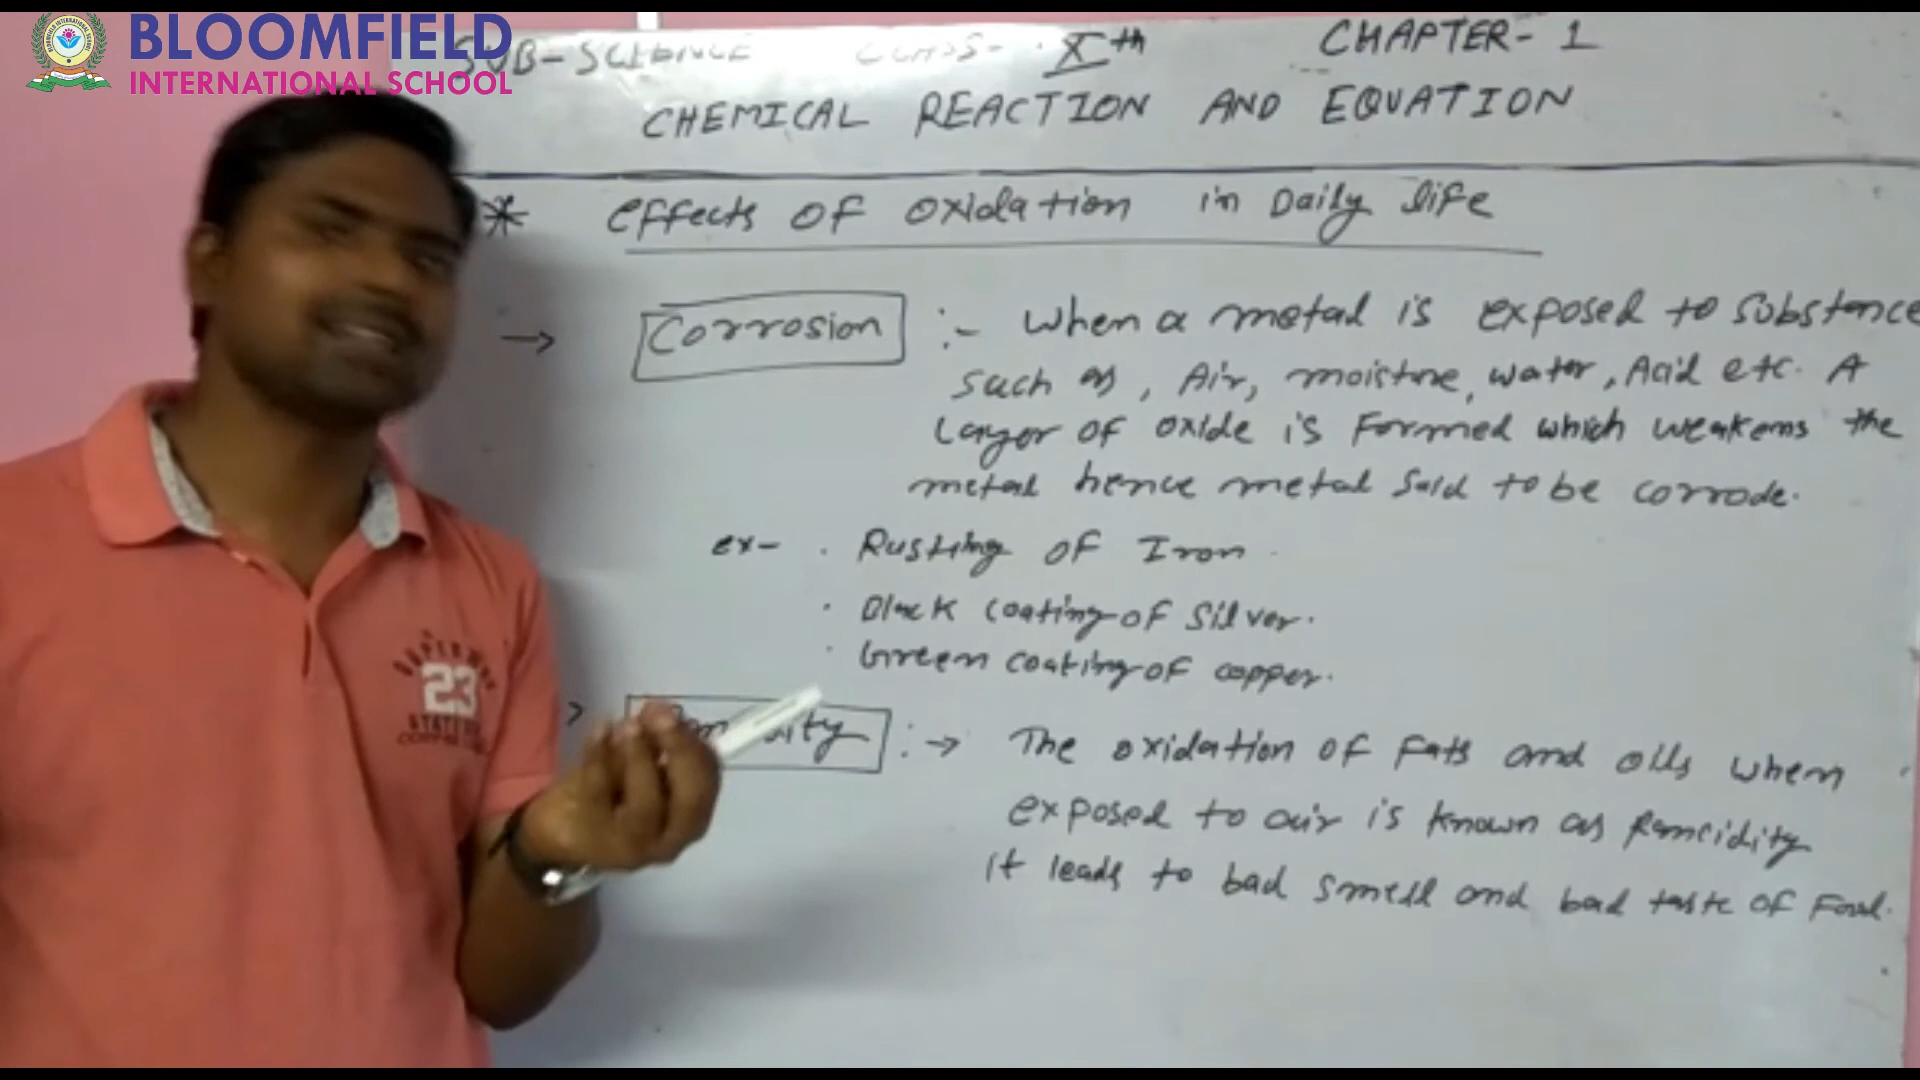 BLOOMFIELD
INTERNATIONAL SCHOOL
SUB-SCIENCE CLASS- Xth CHAPTER-1
CHEMICAL REACTION AND EQUATION
* Effects OF Oxidation in Daily life
→ Corrosion :- When a metal is exposed to substance
such as, Air, moisture, water, Acid etc. A
Layer of oxide is Formed which weakens the
metal hence metal said to be corrode.
ex- . Rusting of Iron
. Black coating of Silver.
. Green coating of copper.
:→ The oxidation of Fats and oils when
exposed to air is known as Rancidity
it leads to bad smell and bad taste of Food.
23